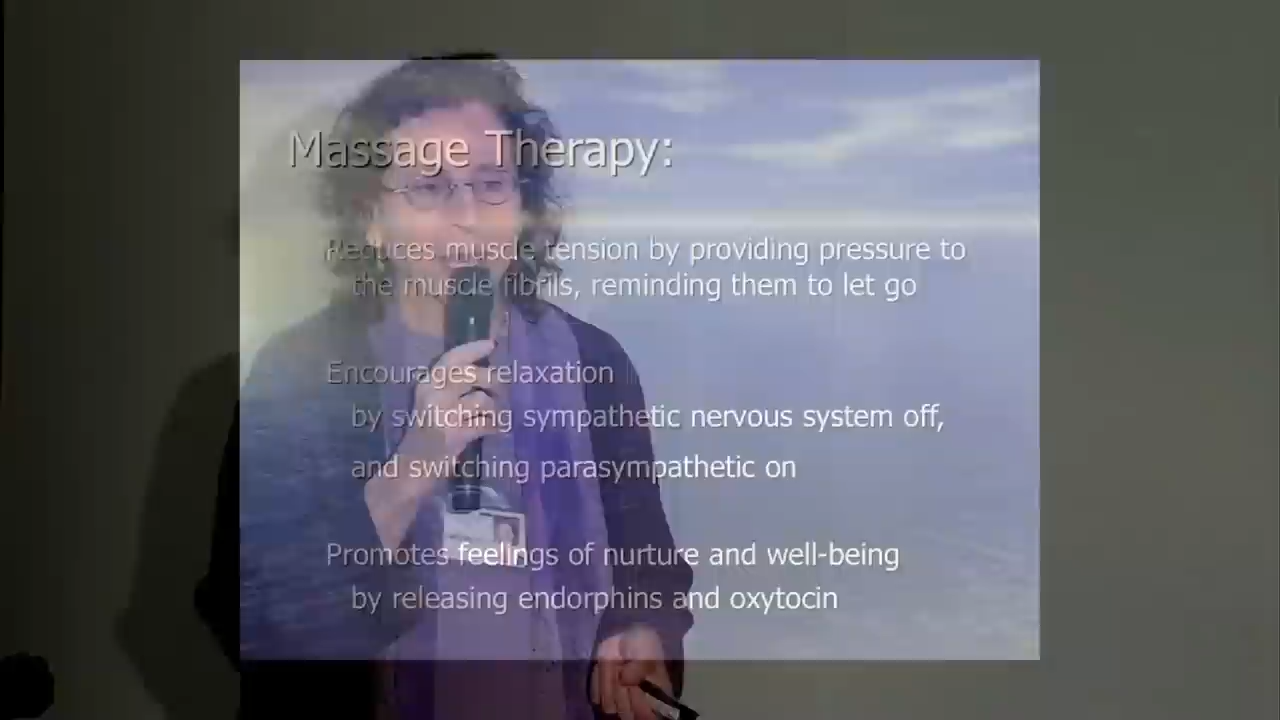 Massage Therapy:
Reduces muscle tension by providing pressure to
the muscle fibrils, reminding them to let go
Encourages relaxation
by switching sympathetic nervous system off,
and switching parasympathetic on
Promotes feelings of nurture and well-being
by releasing endorphins and oxytocin